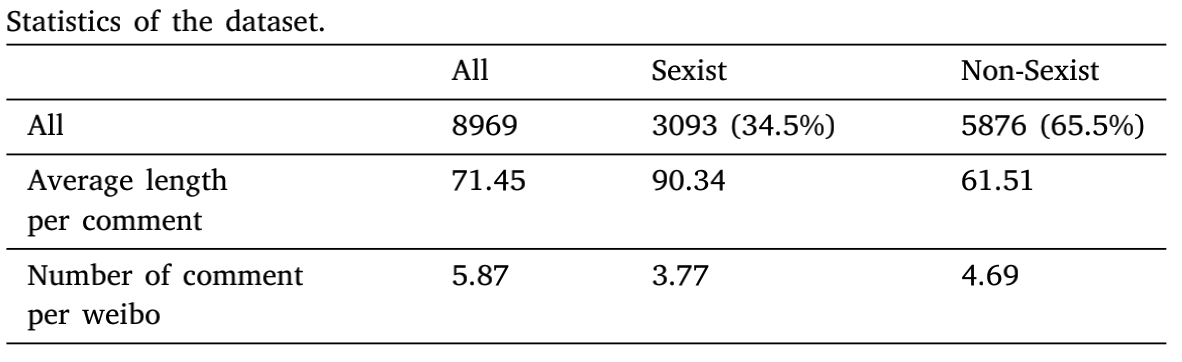 Statistics of the dataset.
All Sexist Non-Sexist
All 8969 3093 (34.5%) 5876 (65.5%)
Average length 71.45 90.34 61.51
per comment
Number of comment 5.87 3.77 4.69
per weibo